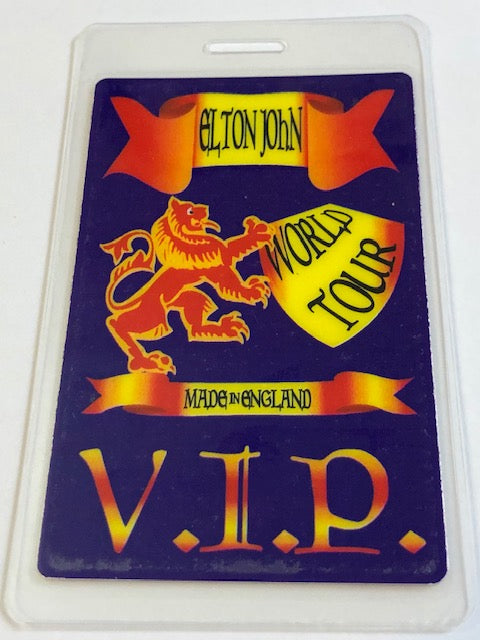 ELTON JOhN
WORLD
TOUR
MADE IN ENGLAND
V.I.P.